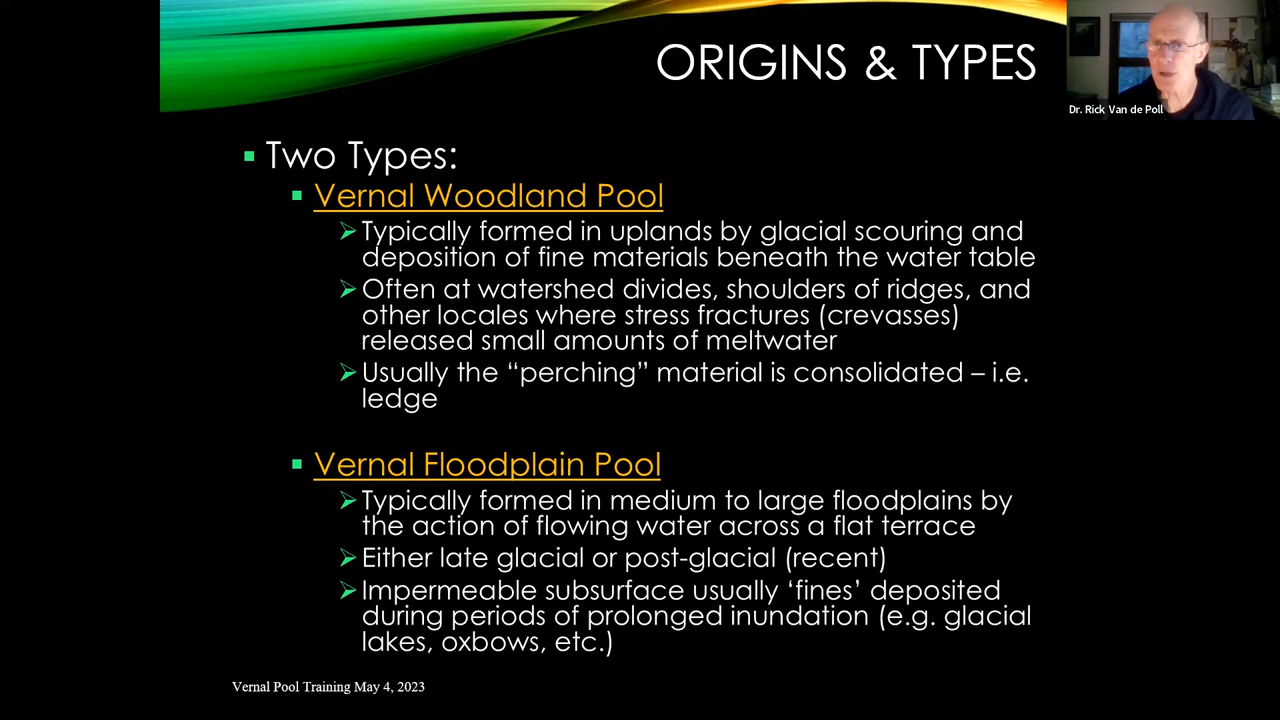 ORIGINS & TYPES
Dr. Rick Van de Poll
Two Types:
Vernal Woodland Pool
Typically formed in uplands by glacial scouring and
deposition of fine materials beneath the water table
Often at watershed divides, shoulders of ridges, and
other locales where stress fractures (crevasses)
released small amounts of meltwater
Usually the “perching” material is consolidated – i.e.
ledge
Vernal Floodplain Pool
Typically formed in medium to large floodplains by
the action of flowing water across a flat terrace
Either late glacial or post-glacial (recent)
Impermeable subsurface usually ‘fines’ deposited
during periods of prolonged inundation (e.g. glacial
lakes, oxbows, etc.)
Vernal Pool Training May 4, 2023